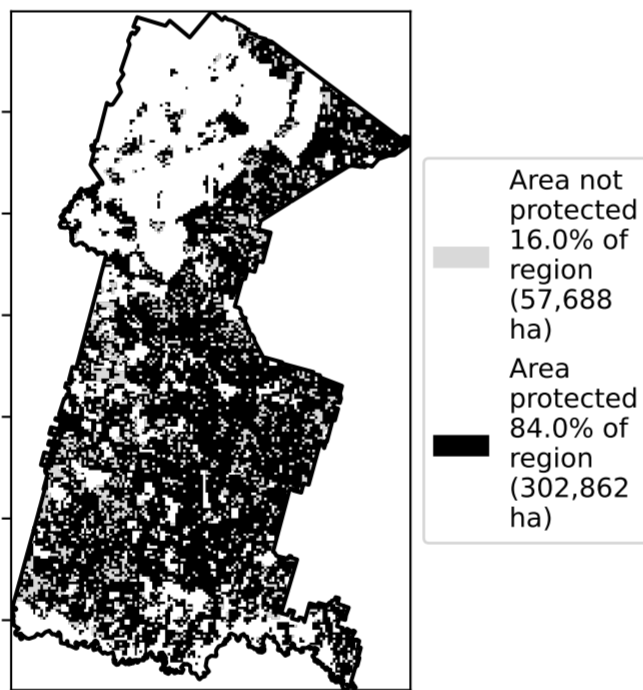 Area not
protected
16.0% of
region
(57,688
ha)
Area
protected
84.0% of
region
(302,862
ha)